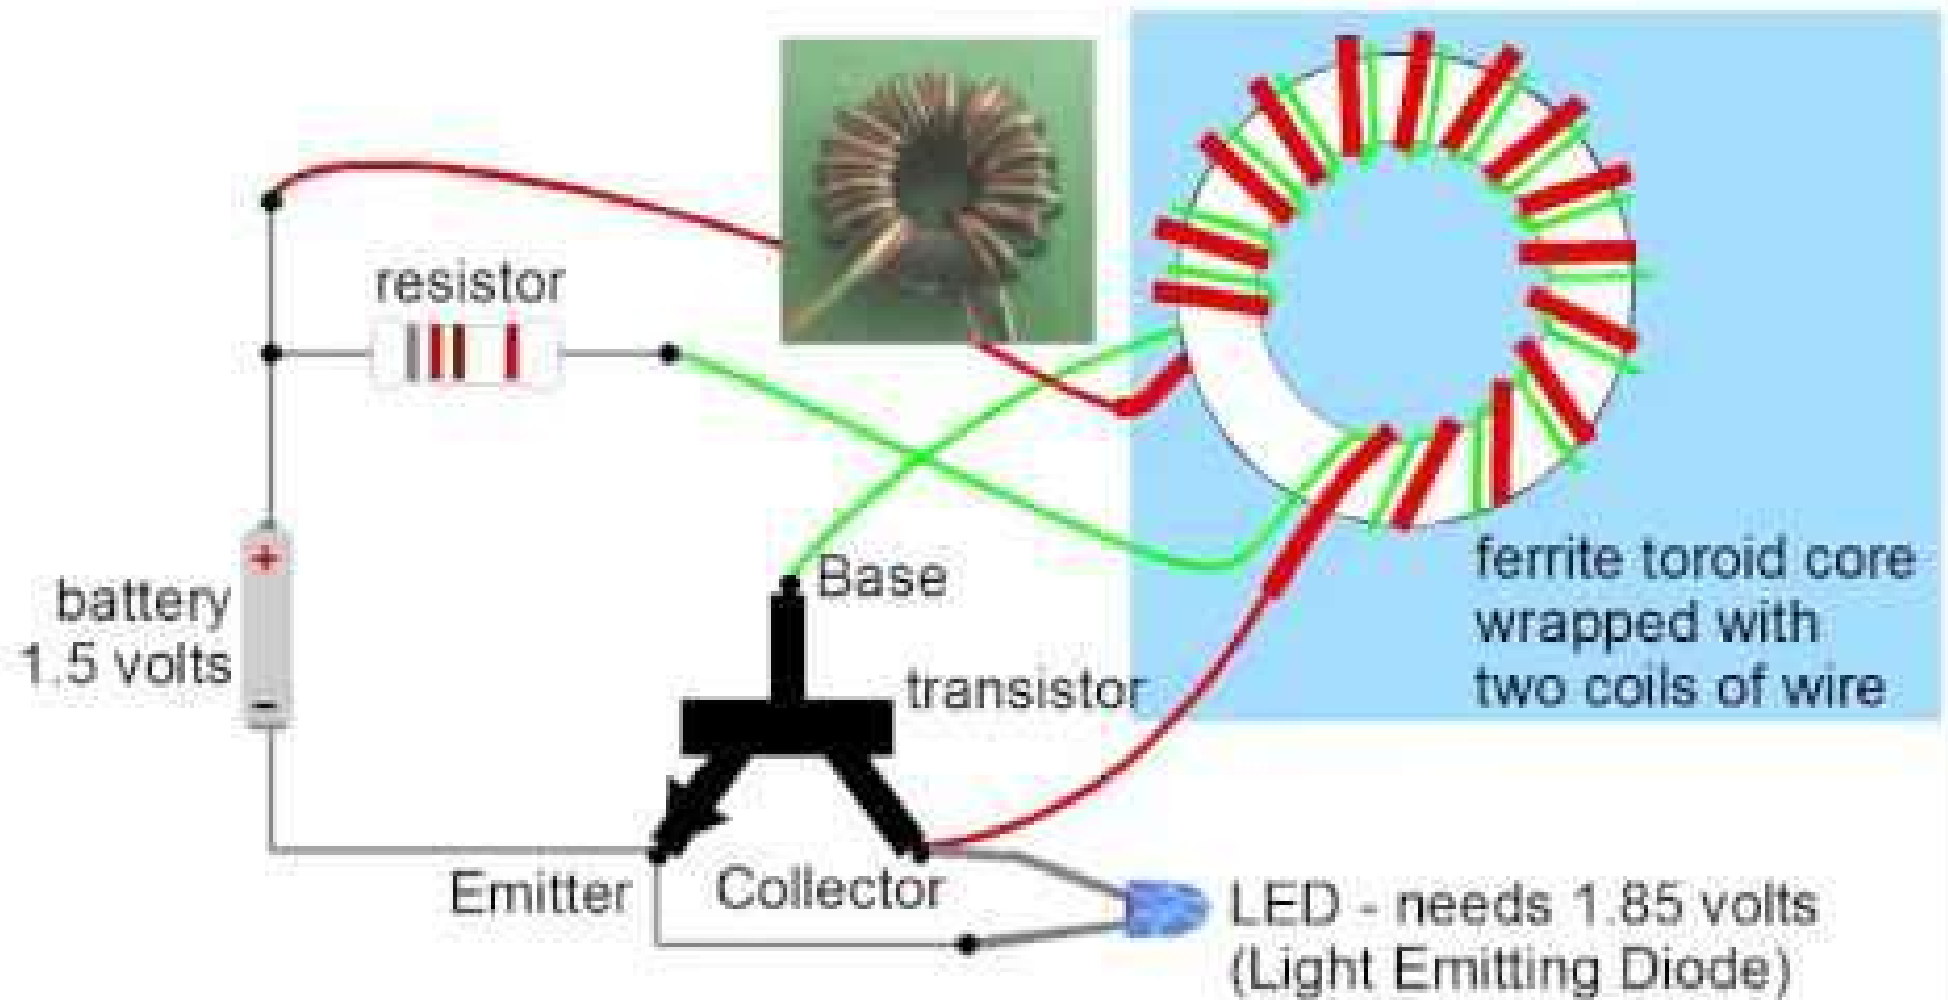 resistor
+
battery
1.5 volts
-
Base
transistor
Emitter
Collector
ferrite toroid core
wrapped with
two coils of wire
LED - needs 1.85 volts
(Light Emitting Diode)